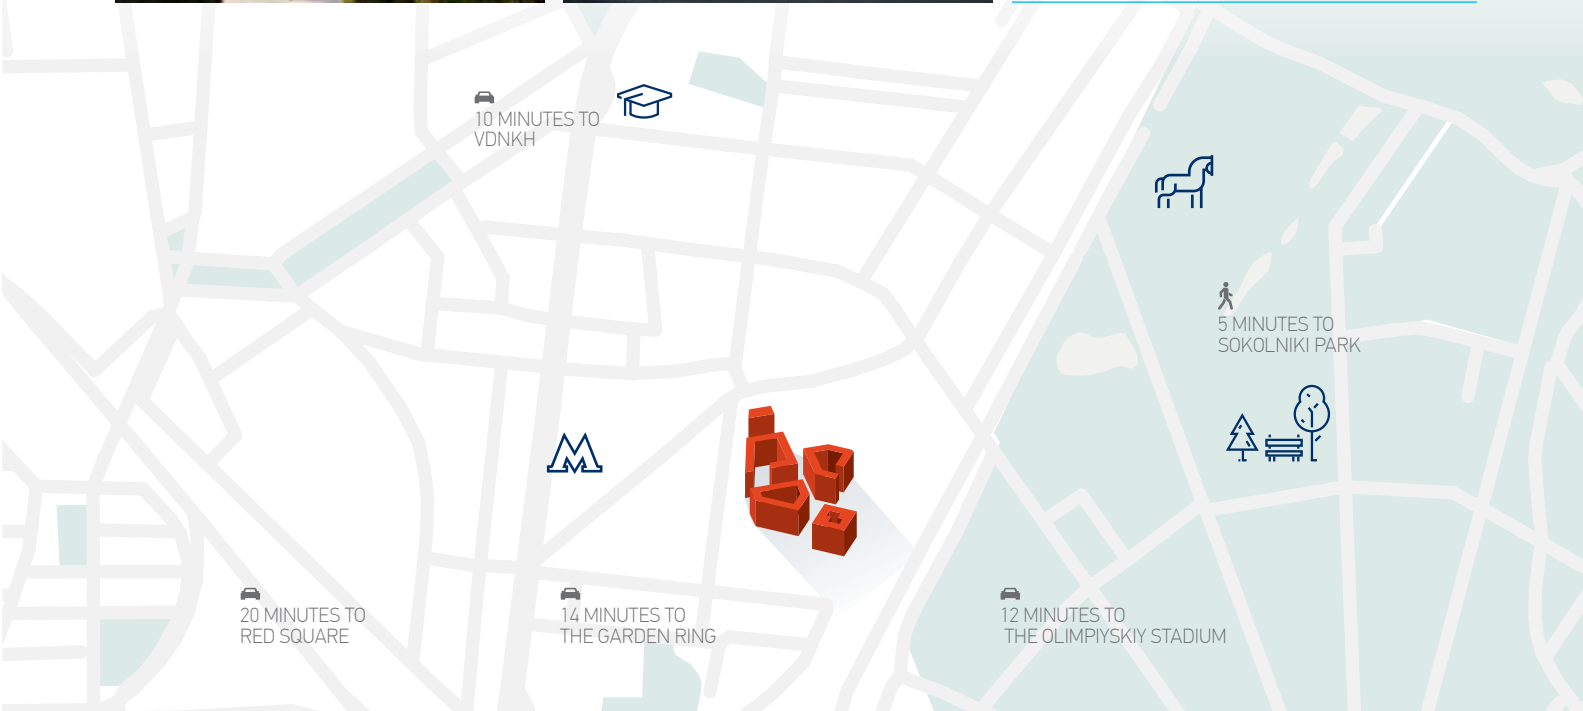 10 MINUTES TO
VDNKH
5 MINUTES TO
SOKOLNIKI PARK
20 MINUTES TO
RED SQUARE
14 MINUTES TO
THE GARDEN RING
12 MINUTES TO
THE OLIMPIYSKIY STADIUM